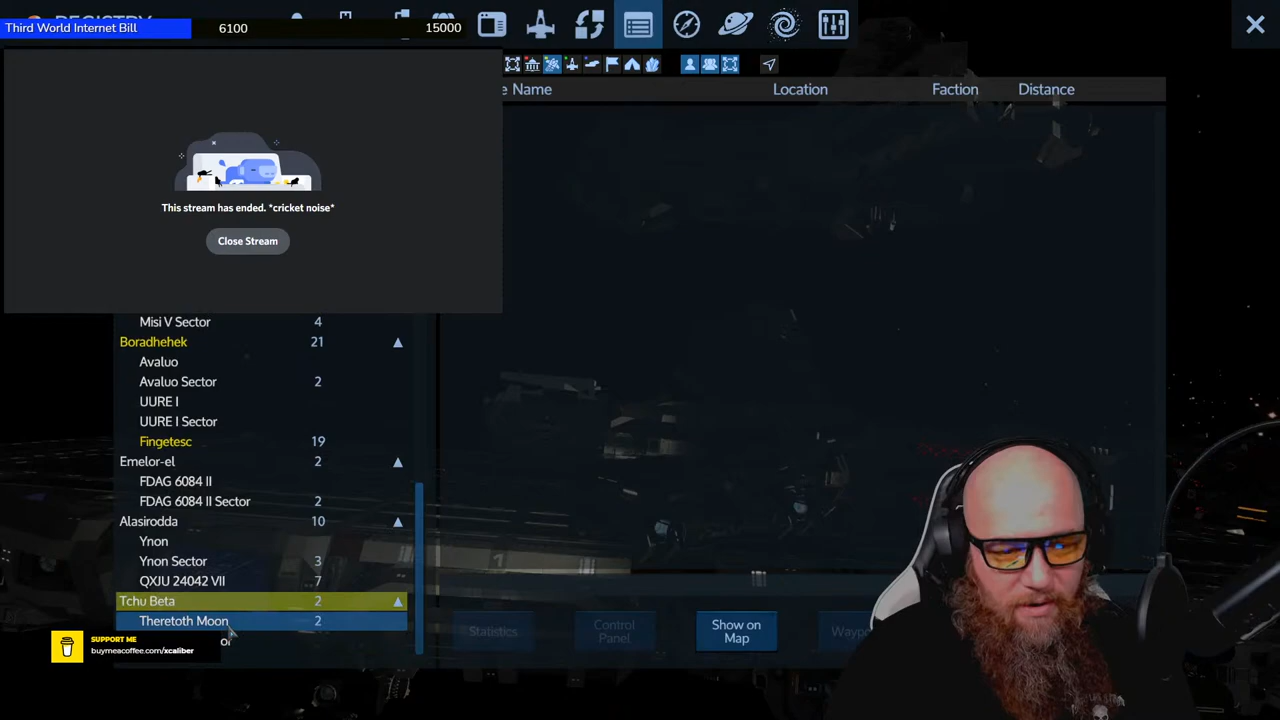 REGISTRY
Third World Internet Bill 6100 15000
Name Location Faction Distance
This stream has ended. *cricket noise*
Close Stream
Misi V Sector 4
Boradhehek 21
Avaluo
Avaluo Sector 2
UURE I
UURE I Sector
Fingetesc 19
Emelor-el 2
FDAG 6084 II
FDAG 6084 II Sector 2
Alasirodda 10
Ynon
Ynon Sector 3
QXJU 24042 VII 7
Tchu Beta 2
Theretoth Moon 2
SUPPORT ME
buymeacoffee.com/xcaliber
Statistics
Control
Panel
Show on
Map